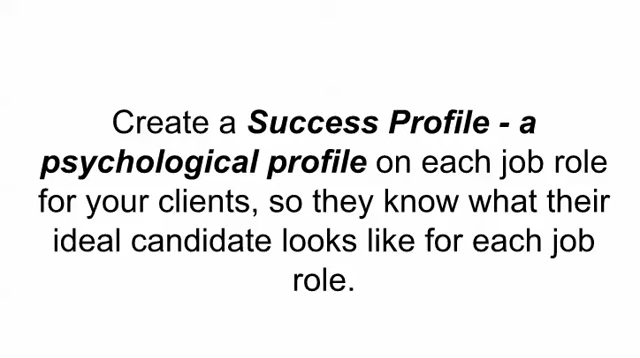 Create a Success Profile - a
psychological profile on each job role
for your clients, so they know what their
ideal candidate looks like for each job
role.